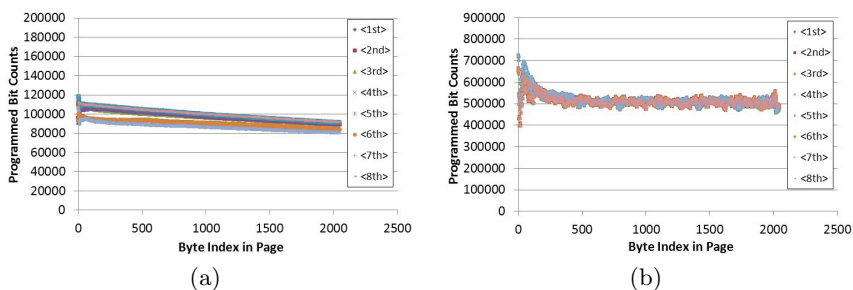 200000
180000
160000
140000
120000
100000
80000
60000
40000
20000
0
Programmed Bit Counts
0 500 1000 1500 2000 2500
Byte Index in Page
<1st>
<2nd>
<3rd>
<4th>
<5th>
<6th>
<7th>
<8th>
(a)
900000
800000
700000
600000
500000
400000
300000
200000
100000
0
Programmed Bit Counts
0 500 1000 1500 2000 2500
Byte Index in Page
<1st>
<2nd>
<3rd>
<4th>
<5th>
<6th>
<7th>
<8th>
(b)